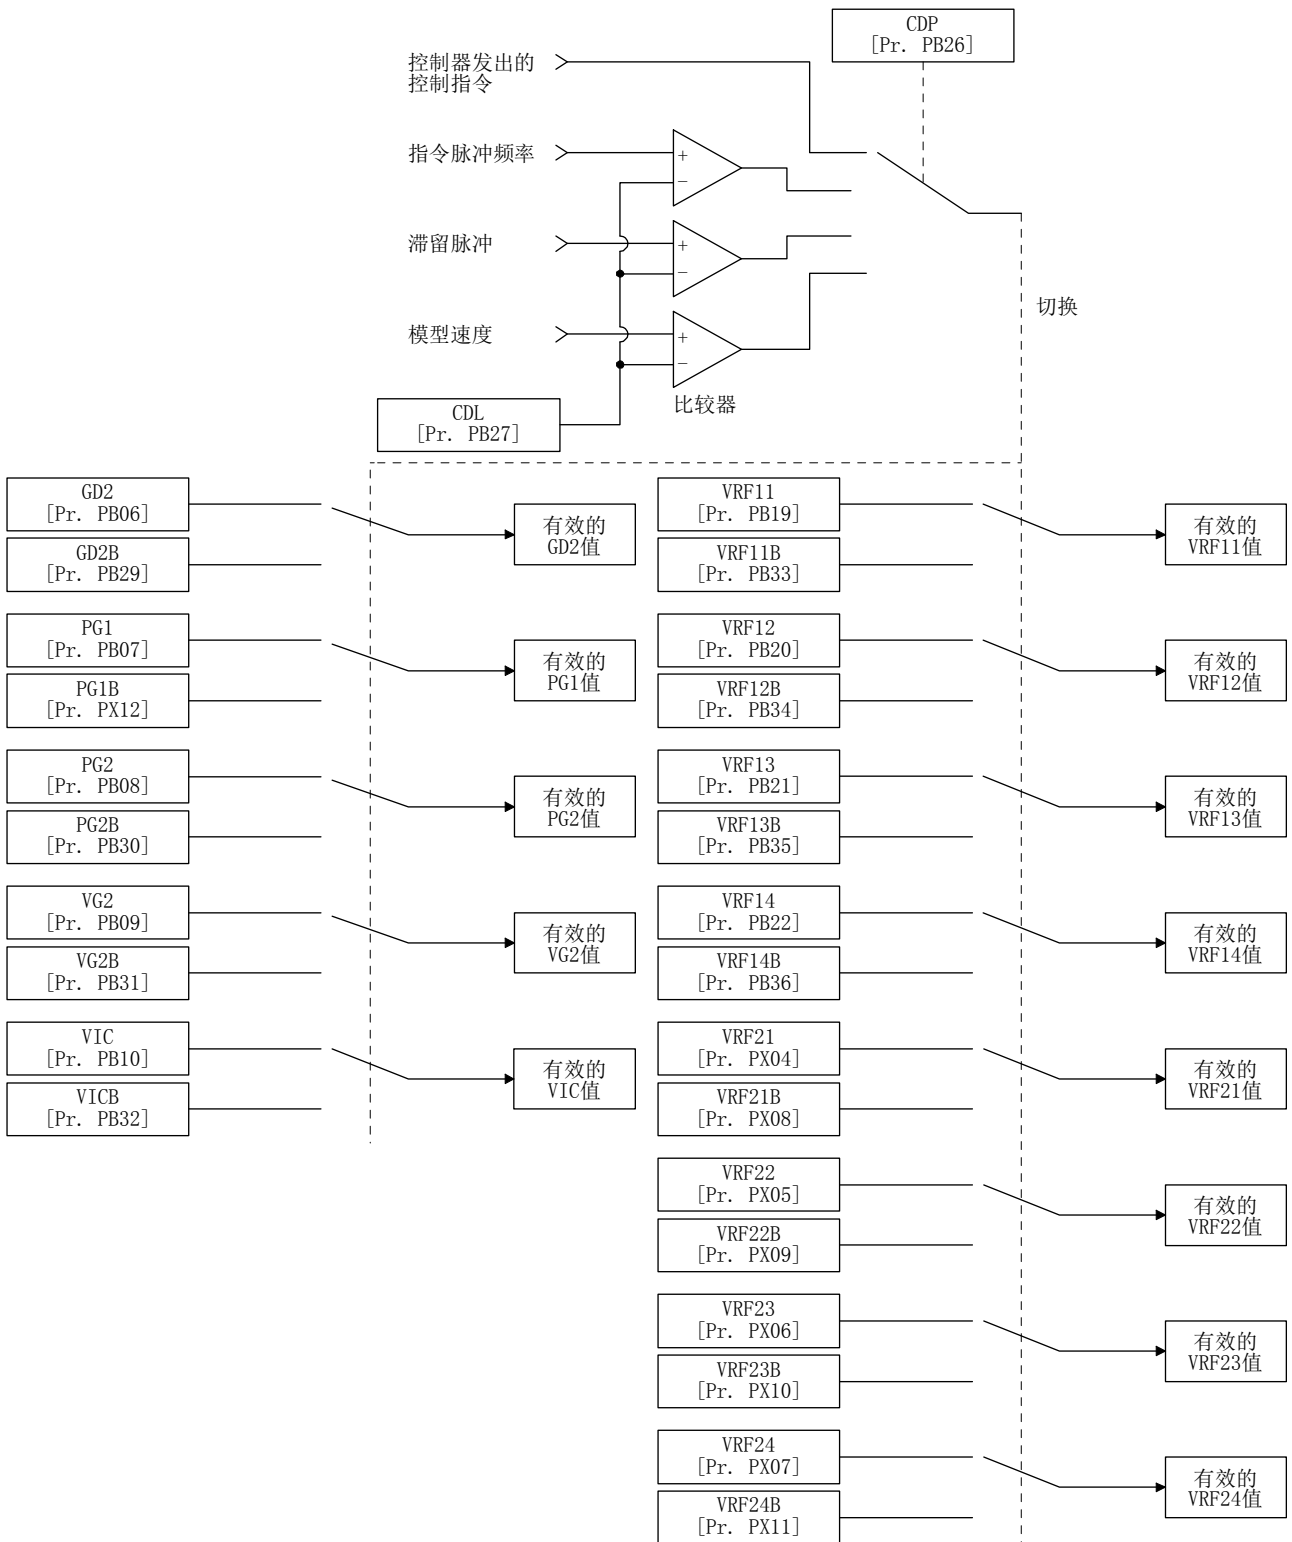 CDP
[Pr. PB26]
控制器发出的
控制指令
指令脉冲频率
+
−
滞留脉冲
+
−
切换
模型速度
+
−
比较器
CDL
[Pr. PB27]
GD2
[Pr. PB06]
有效的
GD2值
GD2B
[Pr. PB29]
PG1
[Pr. PB07]
有效的
PG1值
PG1B
[Pr. PX12]
PG2
[Pr. PB08]
有效的
PG2值
PG2B
[Pr. PB30]
VG2
[Pr. PB09]
有效的
VG2值
VG2B
[Pr. PB31]
VIC
[Pr. PB10]
有效的
VIC值
VICB
[Pr. PB32]
VRF11
[Pr. PB19]
有效的
VRF11值
VRF11B
[Pr. PB33]
VRF12
[Pr. PB20]
有效的
VRF12值
VRF12B
[Pr. PB34]
VRF13
[Pr. PB21]
有效的
VRF13值
VRF13B
[Pr. PB35]
VRF14
[Pr. PB22]
有效的
VRF14值
VRF14B
[Pr. PB36]
VRF21
[Pr. PX04]
有效的
VRF21值
VRF21B
[Pr. PX08]
VRF22
[Pr. PX05]
有效的
VRF22值
VRF22B
[Pr. PX09]
VRF23
[Pr. PX06]
有效的
VRF23值
VRF23B
[Pr. PX10]
VRF24
[Pr. PX07]
有效的
VRF24值
VRF24B
[Pr. PX11]